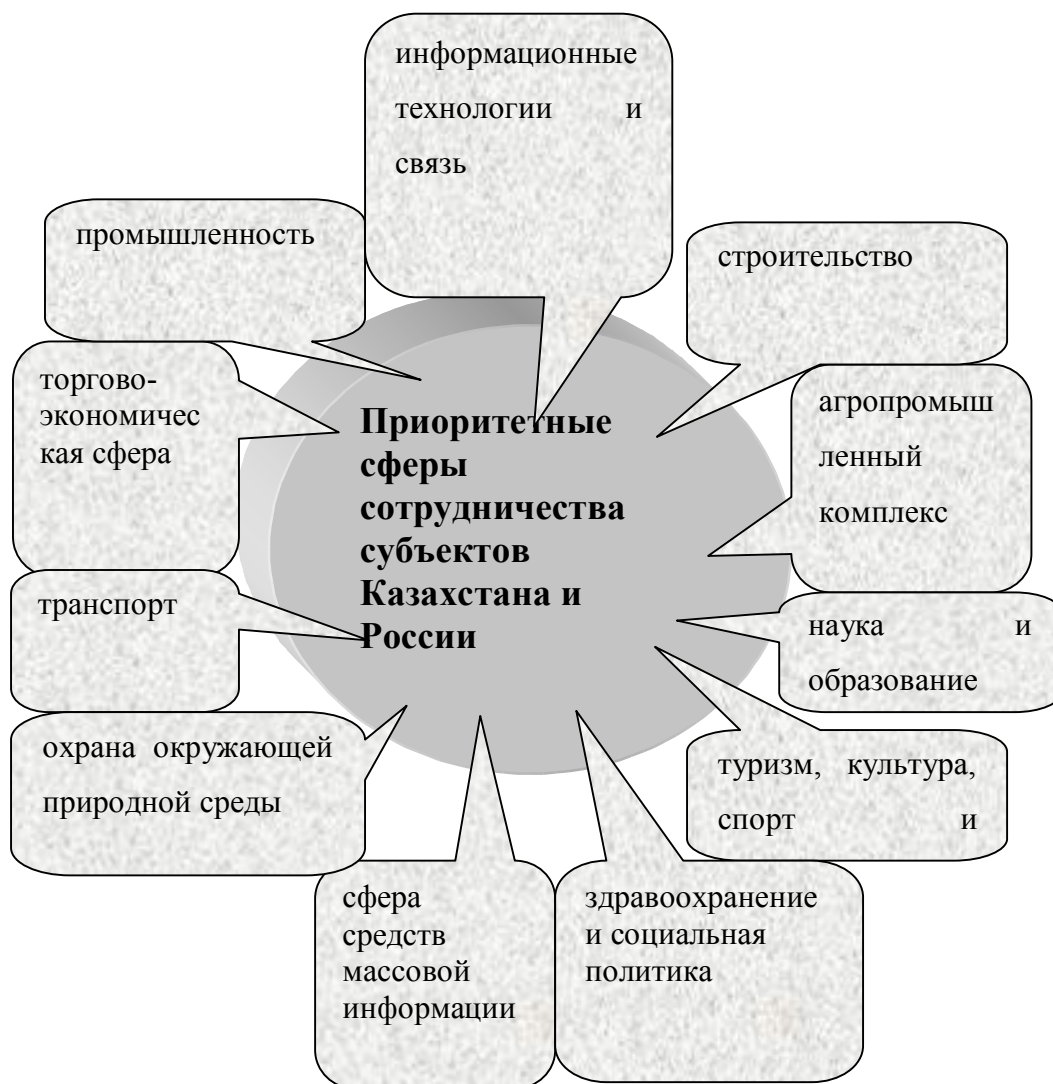 информационные
технологии и
связь
промышленность
строительство
торгово-
экономичес
кая сфера
агропромыш
ленный
комплекс
Приоритетные
сферы
сотрудничества
субъектов
Казахстана и
России
транспорт
наука и
образование
охрана окружающей
природной среды
туризм, культура,
спорт и
сфера
средств
массовой
информации
здравоохранение
и социальная
политика